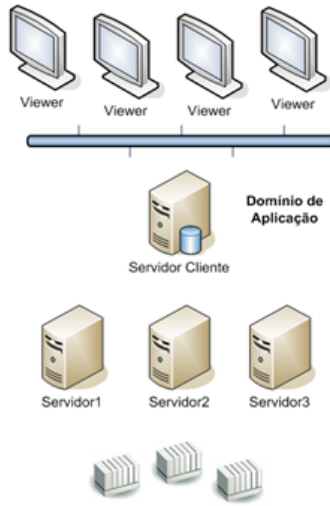 Viewer
Viewer
Viewer
Viewer
Domínio de
Aplicação
Servidor Cliente
Servidor1
Servidor2
Servidor3